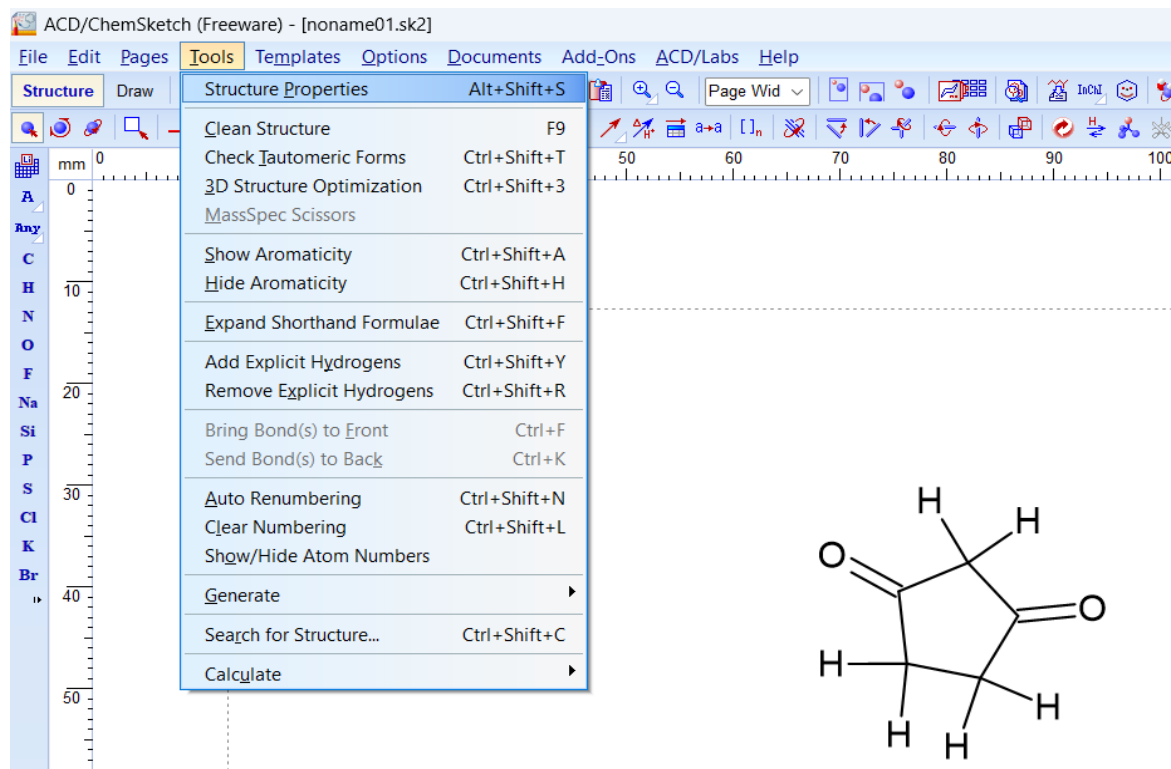 ACD/ChemSketch (Freeware) - [noname01.sk2]
File Edit Pages Tools Templates Options Documents Add-Ons ACD/Labs Help
Structure Draw Page Wid InChI
Structure Properties Alt+Shift+S
Clean Structure F9
Check Tautomeric Forms Ctrl+Shift+T
3D Structure Optimization Ctrl+Shift+3
MassSpec Scissors
Show Aromaticity Ctrl+Shift+A
Hide Aromaticity Ctrl+Shift+H
Expand Shorthand Formulae Ctrl+Shift+F
Add Explicit Hydrogens Ctrl+Shift+Y
Remove Explicit Hydrogens Ctrl+Shift+R
Bring Bond(s) to Front Ctrl+F
Send Bond(s) to Back Ctrl+K
Auto Renumbering Ctrl+Shift+N
Clear Numbering Ctrl+Shift+L
Show/Hide Atom Numbers
Generate
Search for Structure... Ctrl+Shift+C
Calculate
mm 0 50 60 70 80 90 100
0
10
20
30
40
50
A
Any
C
H
N
O
F
Na
Si
P
S
Cl
K
Br
H
H
O
O
H
H
H
H